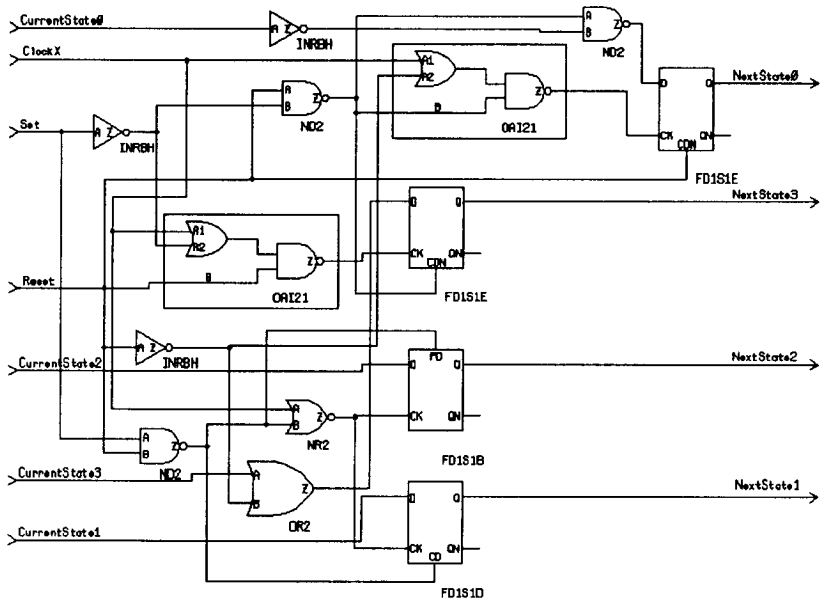 CurrentState0
A Z
INRBH
A
B
Z
ND2
ClockX
A1
A2
Z
B
OAI21
D Q
CK QN
CDN
FD1S1E
NextState0
Set
A Z
INRBH
A
B
Z
ND2
NextState3
D Q
CK QN
CDN
FD1S1E
A1
A2
Z
B
OAI21
Reset
A Z
INRBH
CurrentState2
PD
D Q
CK QN
FD1S1B
NextState2
A
B
Z
NR2
A
B
Z
ND2
CurrentState3
A
B
Z
OR2
NextState1
D Q
CK QN
CD
FD1S1D
CurrentState1